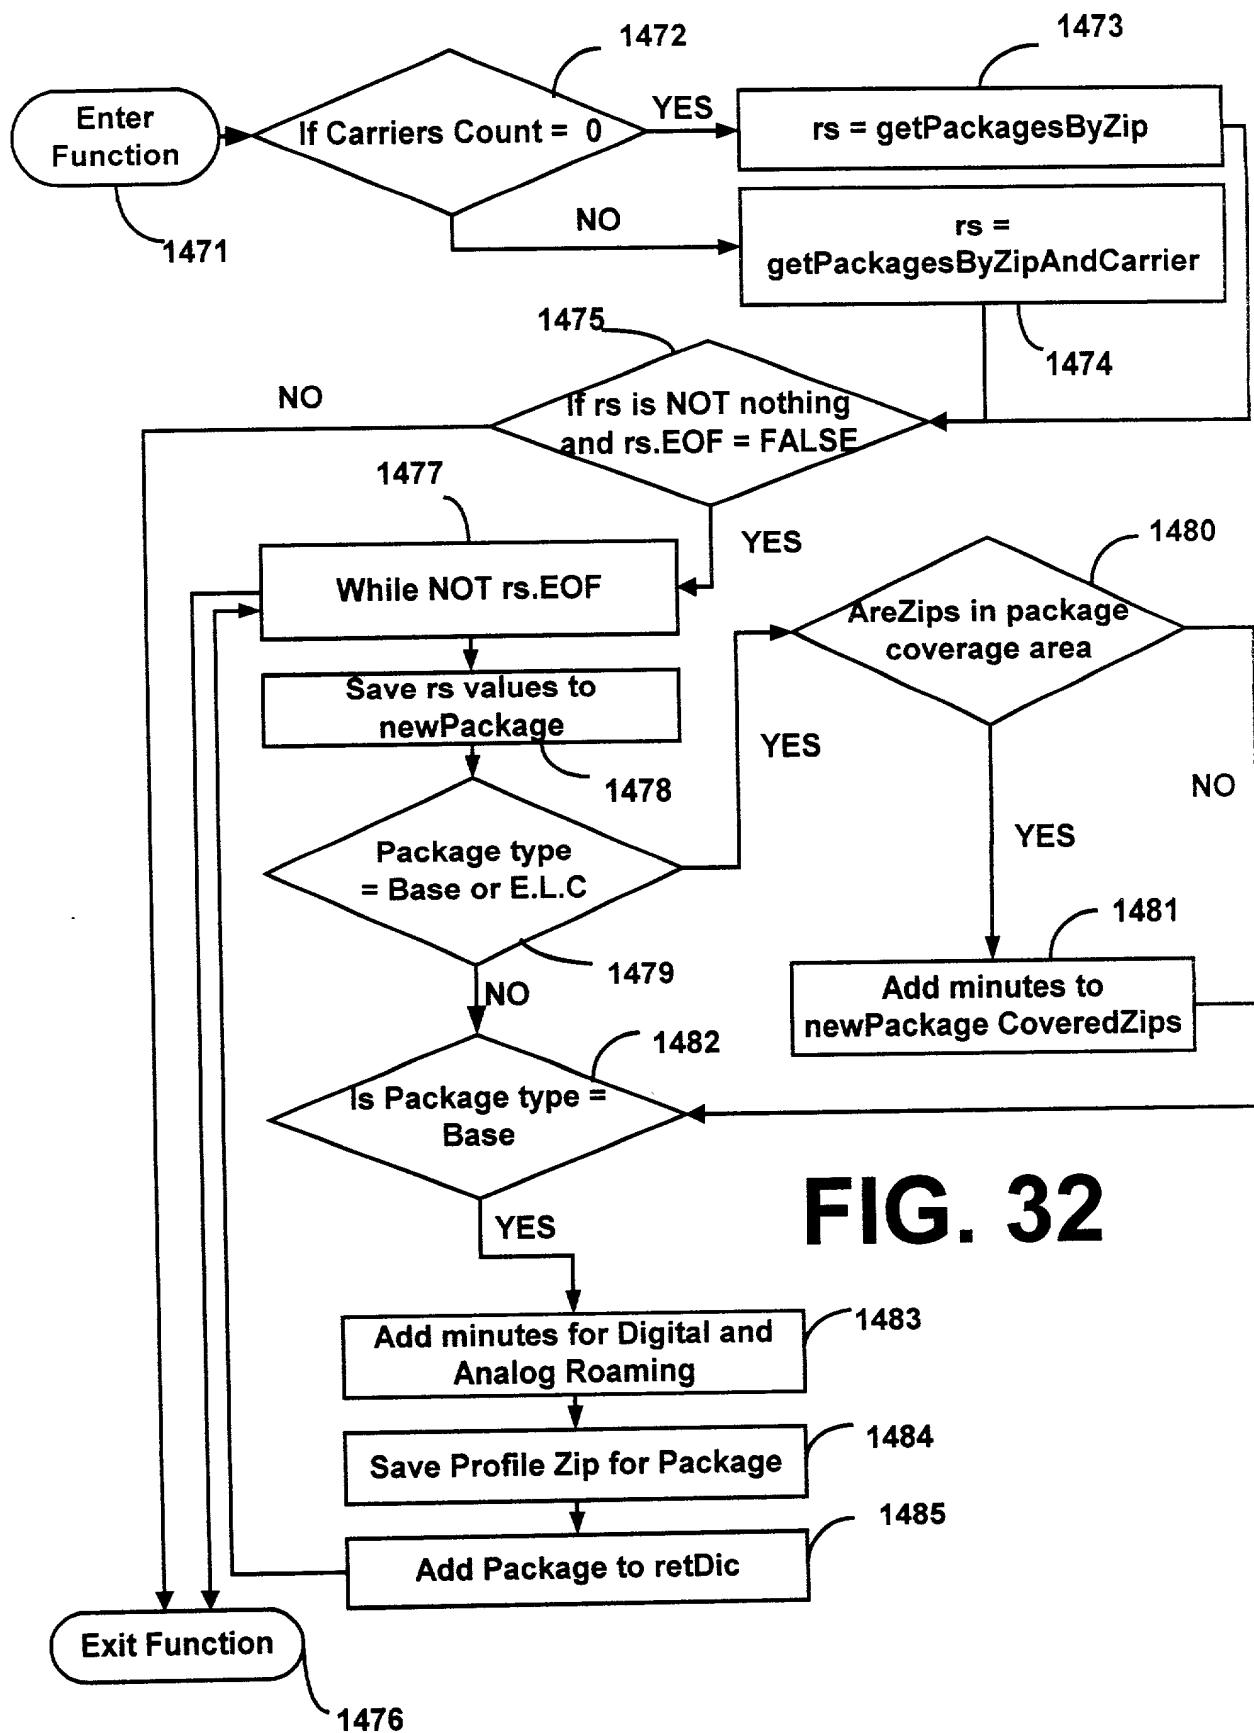 1472
1473
Enter
Function
If Carriers Count = 0
YES
rs = getPackagesByZip
1471
NO
rs =
getPackagesByZipAndCarrier
1475
1474
NO
If rs is NOT nothing
and rs.EOF = FALSE
1477
YES
1480
While NOT rs.EOF
AreZips in package
coverage area
Save rs values to
newPackage
YES
1478
NO
YES
Package type
= Base or E.L.C
1481
1479
NO
Add minutes to
newPackage CoveredZips
1482
Is Package type =
Base
FIG. 32
YES
1483
Add minutes for Digital and
Analog Roaming
1484
Save Profile Zip for Package
1485
Add Package to retDic
Exit Function
1476